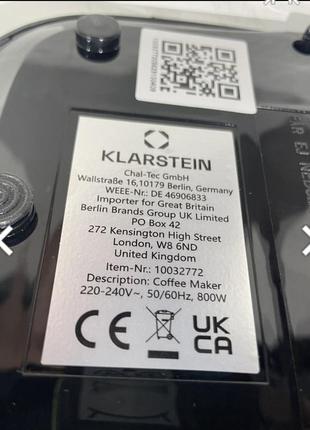 KLARSTEIN
Chal-Tec GmbH
Wallstraße 16,10179 Berlin, Germany
WEEE-Nr.: DE 46906833
Importer for Great Britain
Berlin Brands Group UK Limited
PO Box 42
272 Kensington High Street
London, W8 6ND
United Kingdom
Item-Nr.: 10032772
Description: Coffee Maker
220-240V~, 50/60Hz, 800W
CE
UK
CA